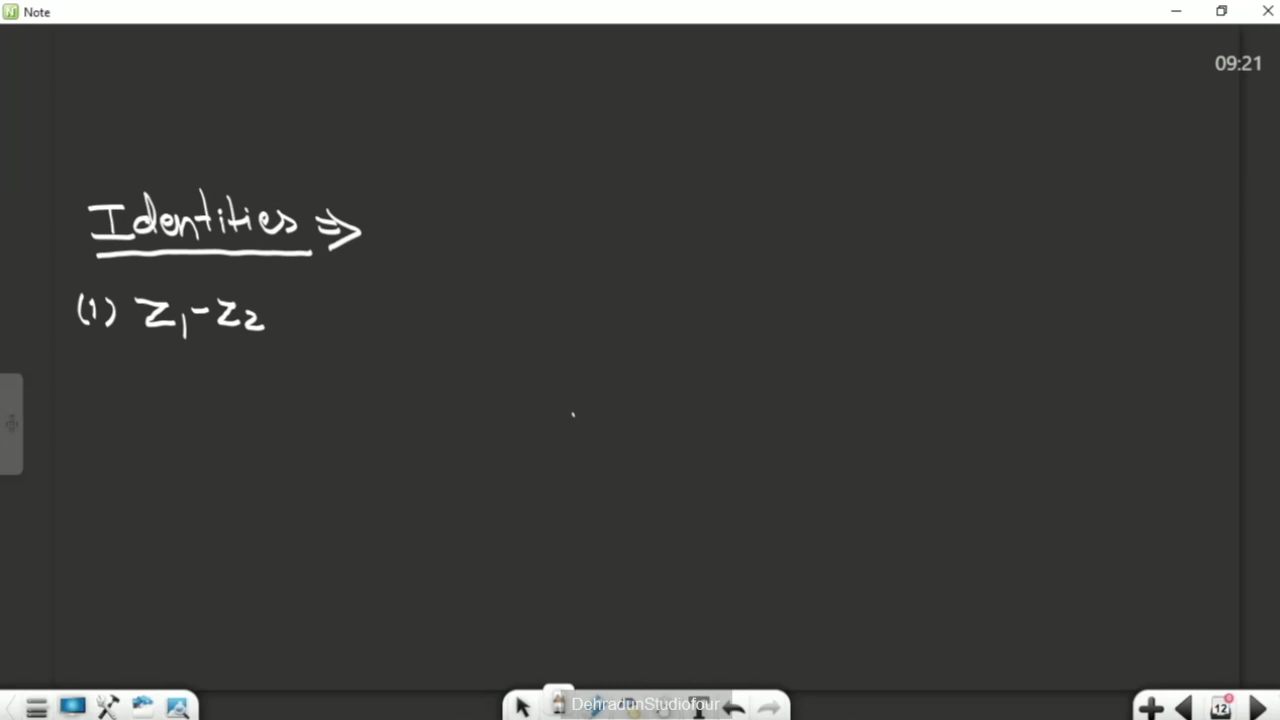 Note
09:21
Identities ⇒
(1) Z₁-Z₂
DehradunStudiofour
12